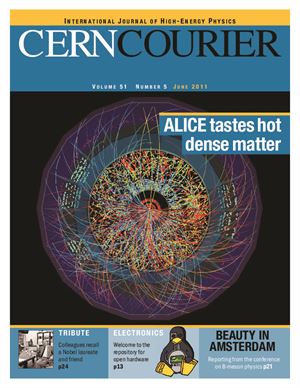 INTERNATIONAL JOURNAL OF HIGH-ENERGY PHYSICS
CERNCOURIER
VOLUME 51 NUMBER 5 JUNE 2011
ALICE tastes hot
dense matter
TRIBUTE
Colleagues recall
a Nobel laureate
and friend
p24
ELECTRONICS
Welcome to the
repository for
open hardware
p13
BEAUTY IN
AMSTERDAM
Reporting from the conference
on B-meson physics p21